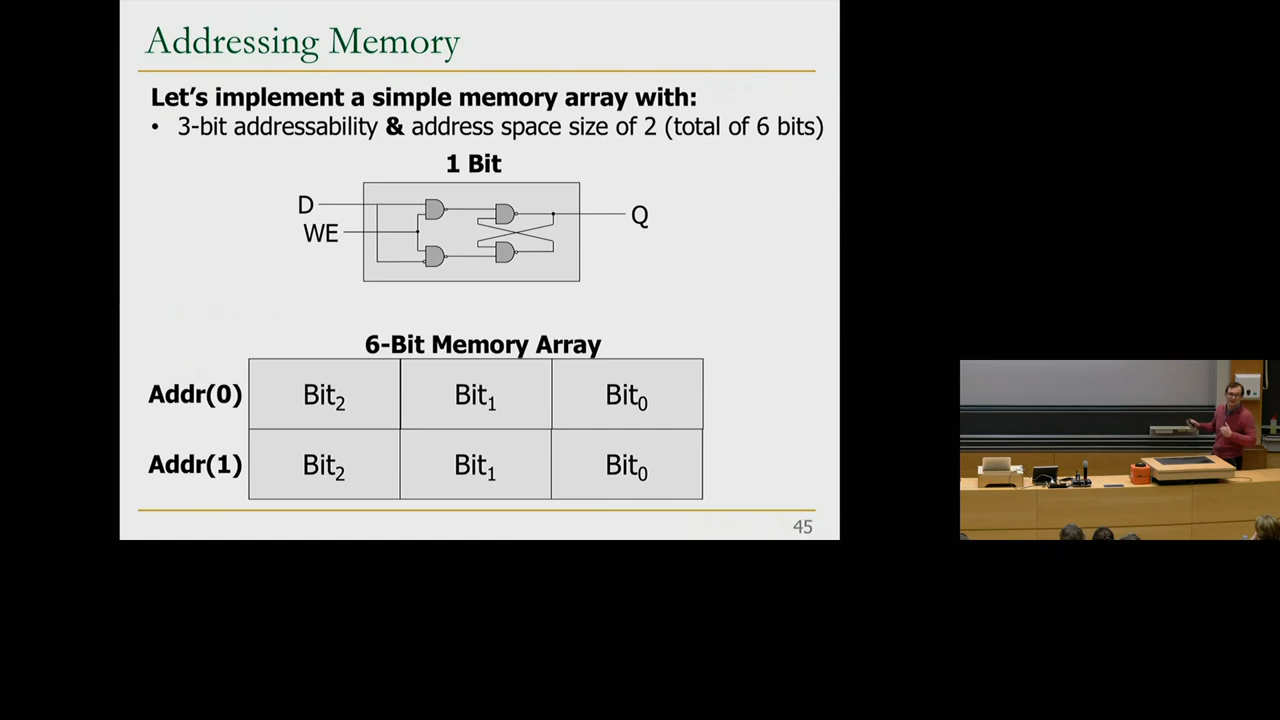 Addressing Memory
Let's implement a simple memory array with:
• 3-bit addressability & address space size of 2 (total of 6 bits)
1 Bit
D
WE
Q
6-Bit Memory Array
Addr(0) Bit2 Bit1 Bit0
Addr(1) Bit2 Bit1 Bit0
45